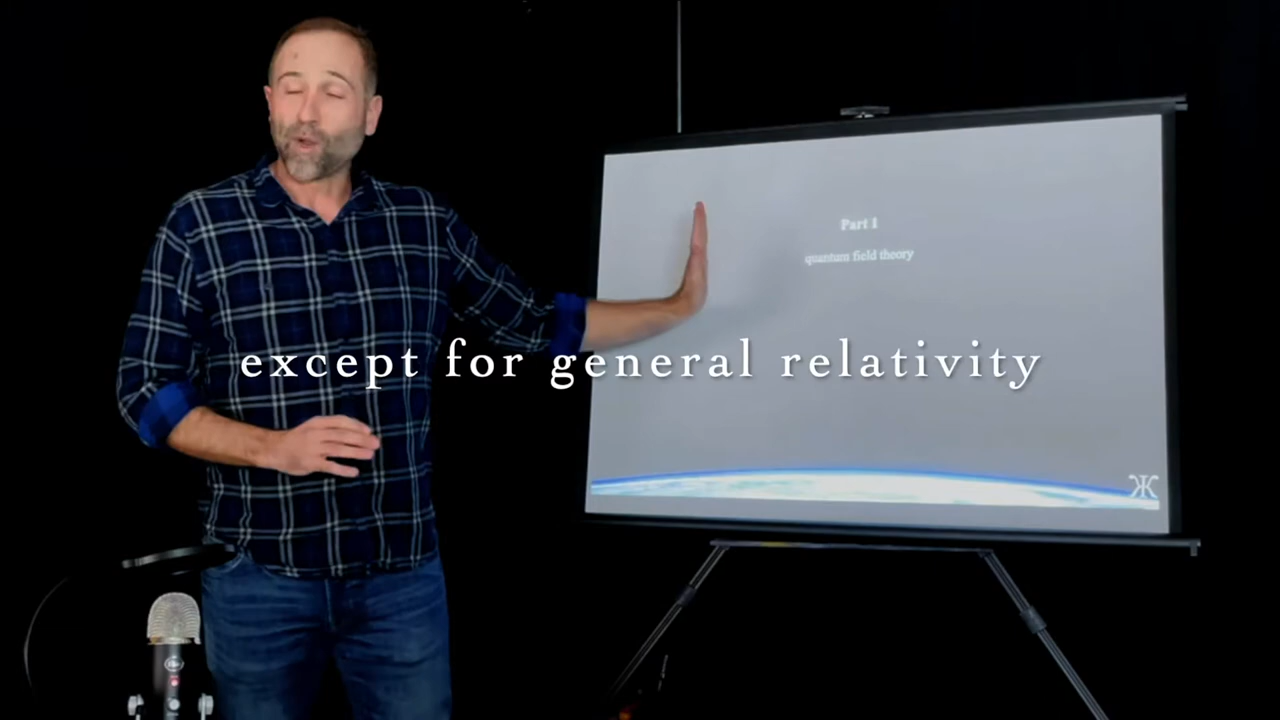 Part 1
quantum field theory
except for general relativity